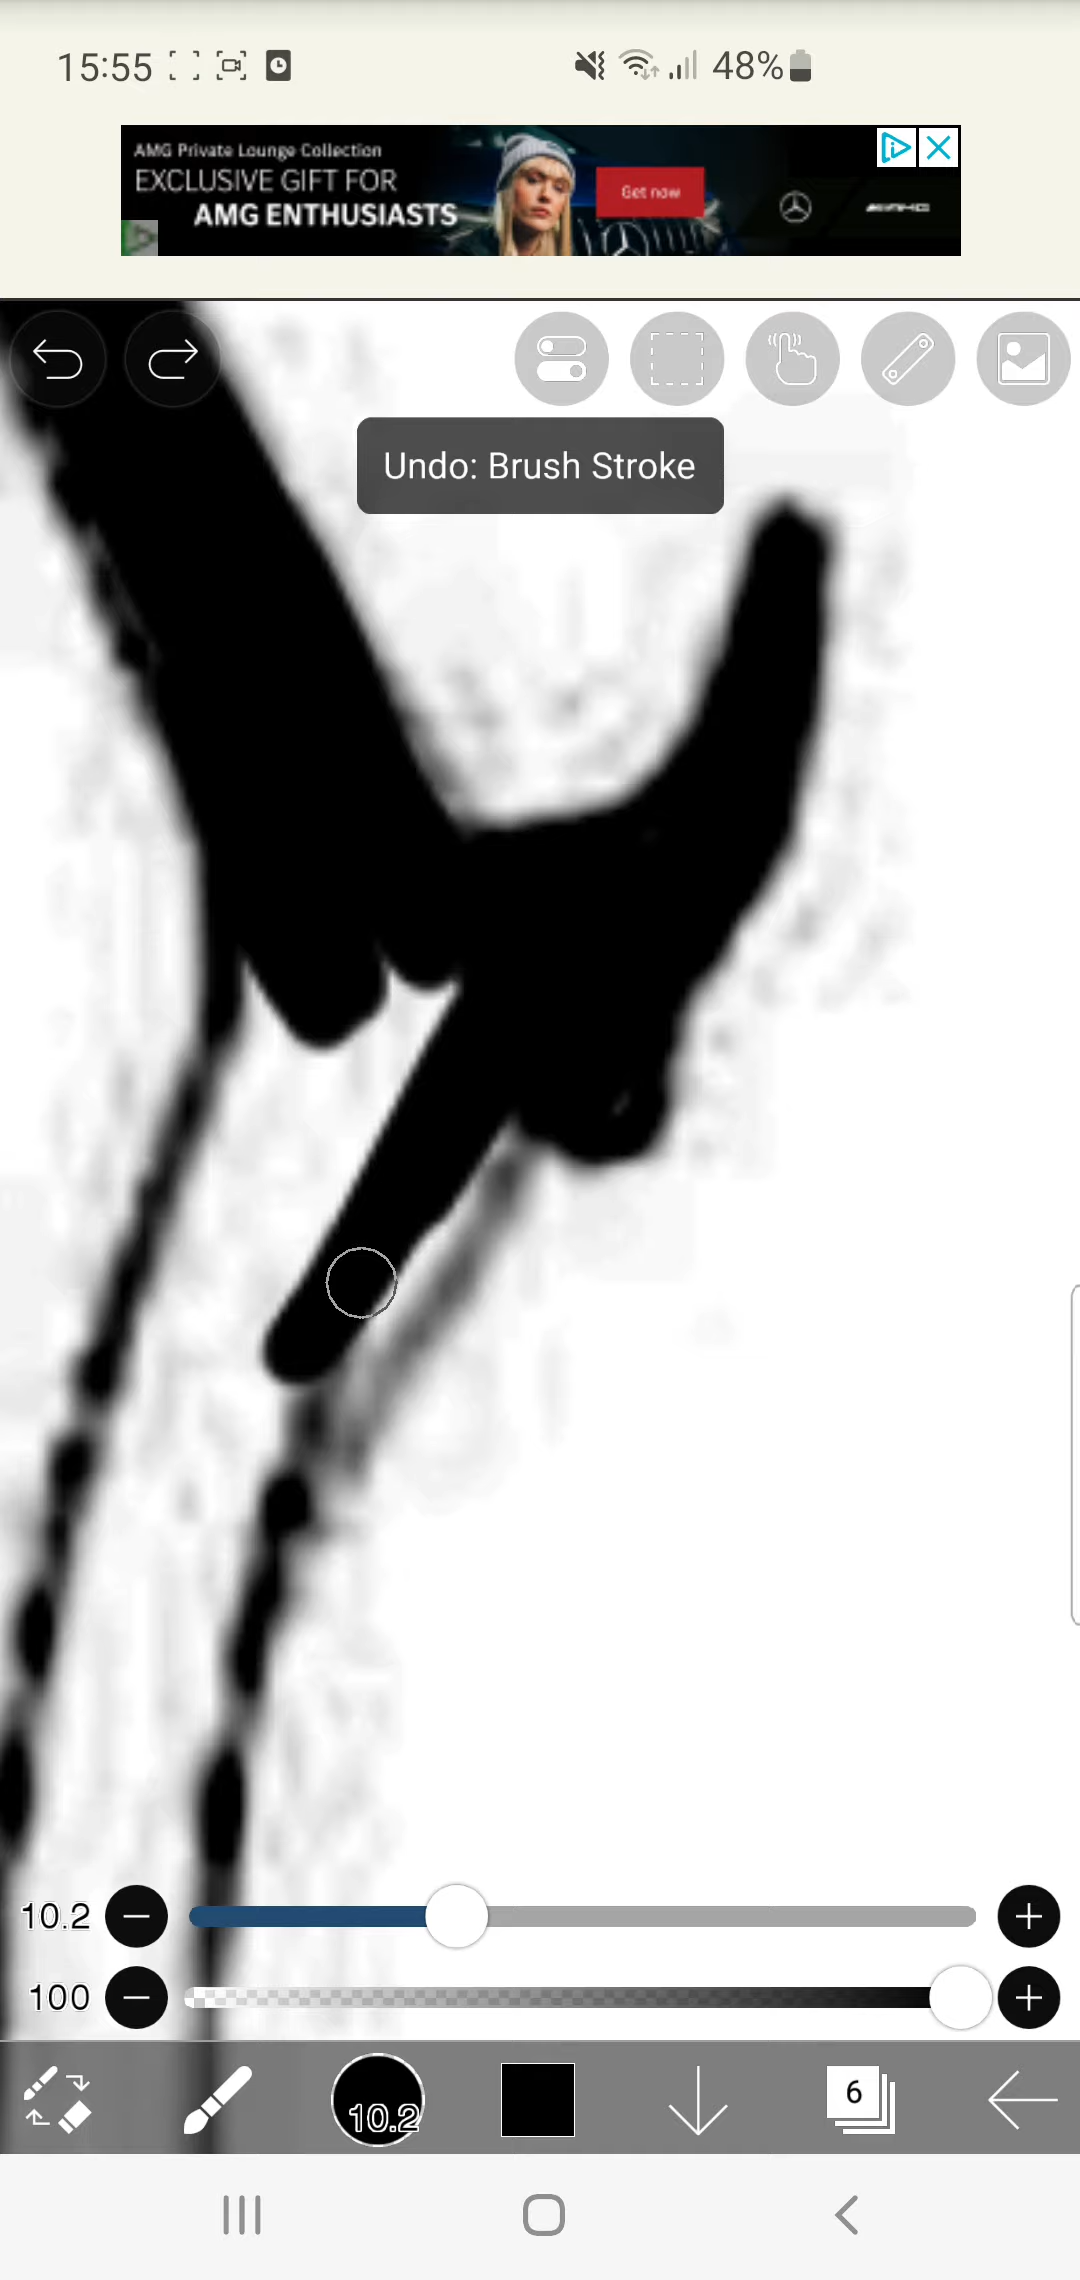 15:55
48%
AMG Private Lounge Collection
EXCLUSIVE GIFT FOR
AMG ENTHUSIASTS
Get now
AMG
Undo: Brush Stroke
10.2
100
10.2
6